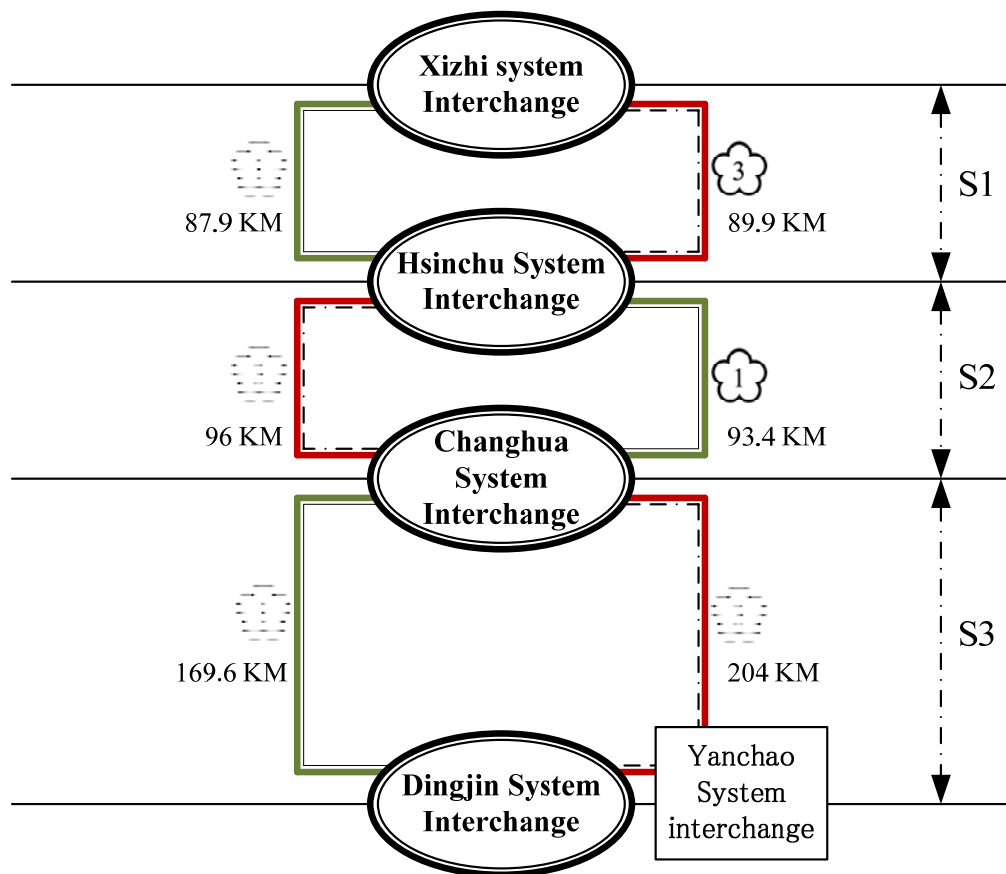 Xizhi system
Interchange
3
S1
87.9 KM
89.9 KM
Hsinchu System
Interchange
1
S2
96 KM
93.4 KM
Changhua
System
Interchange
S3
169.6 KM
204 KM
Dingjin System
Interchange
Yanchao
System
interchange